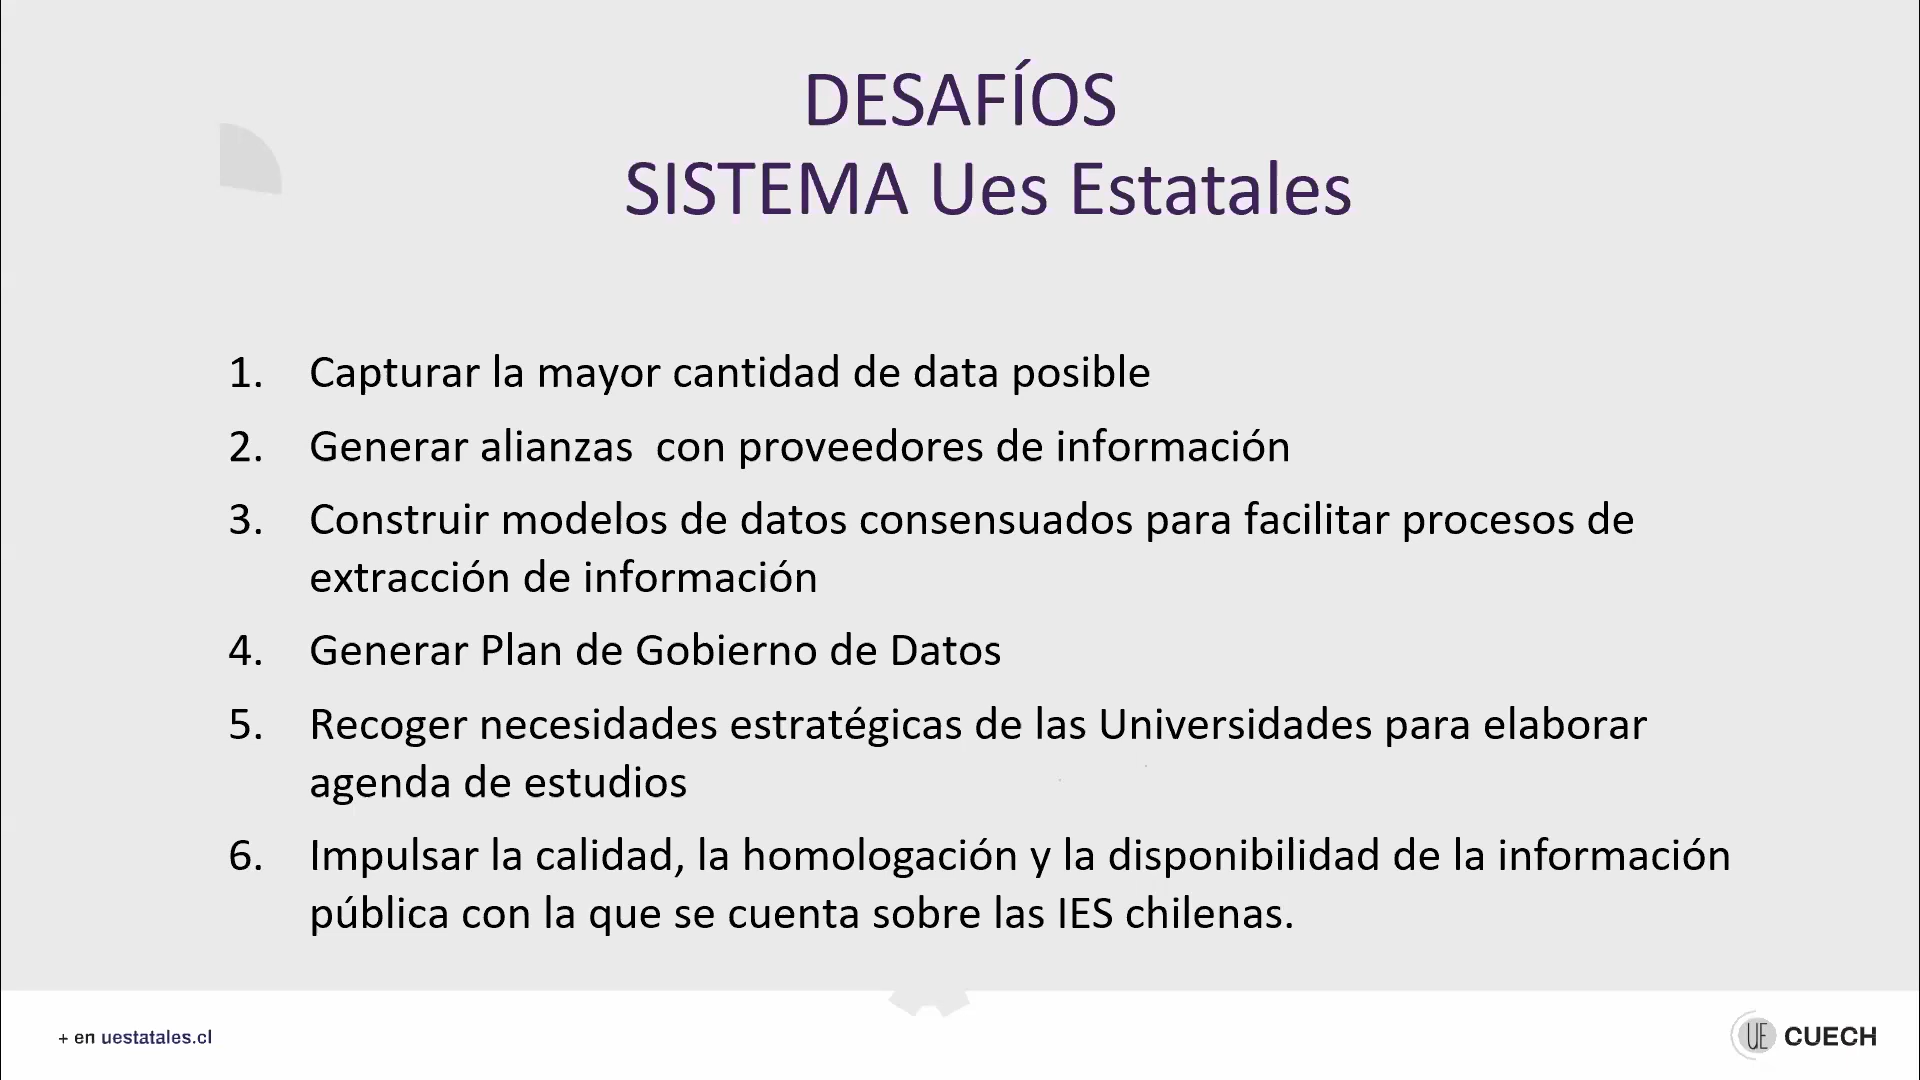 DESAFÍOS
SISTEMA Ues Estatales
1. Capturar la mayor cantidad de data posible
2. Generar alianzas  con proveedores de información
3. Construir modelos de datos consensuados para facilitar procesos de
extracción de información
4. Generar Plan de Gobierno de Datos
5. Recoger necesidades estratégicas de las Universidades para elaborar
agenda de estudios
6. Impulsar la calidad, la homologación y la disponibilidad de la información
pública con la que se cuenta sobre las IES chilenas.
+ en uestatales.cl
UE CUECH